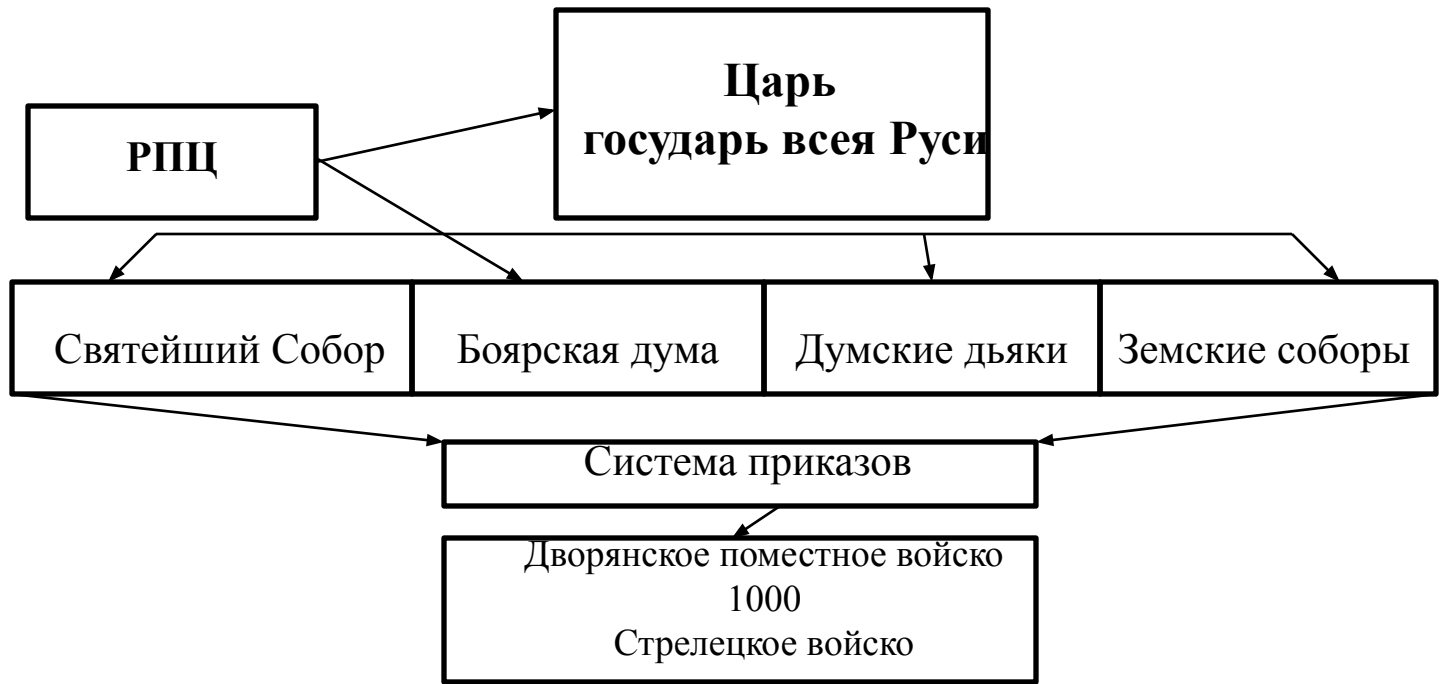 Царь
государь всея Руси
РПЦ
Святейший Собор
Боярская дума
Думские дьяки
Земские соборы
Система приказов
Дворянское поместное войско
1000
Стрелецкое войско